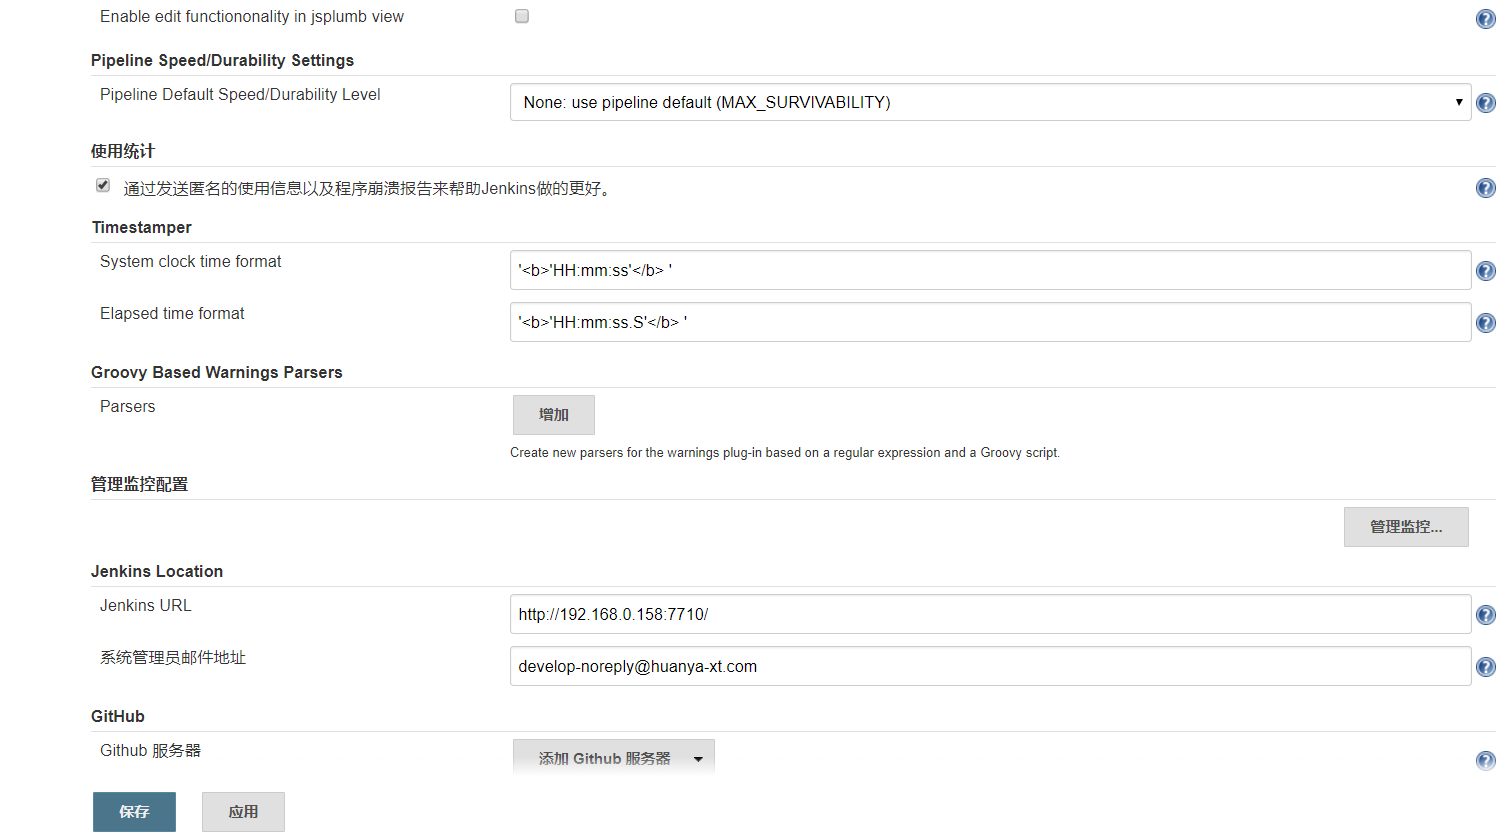 Enable edit functiononality in jsplumb view
Pipeline Speed/Durability Settings
Pipeline Default Speed/Durability Level
None: use pipeline default (MAX_SURVIVABILITY)
使用统计
通过发送匿名的使用信息以及程序崩溃报告来帮助Jenkins做的更好。
Timestamper
System clock time format
'<b>'HH:mm:ss'</b> '
Elapsed time format
'<b>'HH:mm:ss.S'</b> '
Groovy Based Warnings Parsers
Parsers
增加
Create new parsers for the warnings plug-in based on a regular expression and a Groovy script.
管理监控配置
管理监控...
Jenkins Location
Jenkins URL
http://192.168.0.158:7710/
系统管理员邮件地址
develop-noreply@huanya-xt.com
GitHub
Github 服务器
添加 Github 服务器
保存
应用